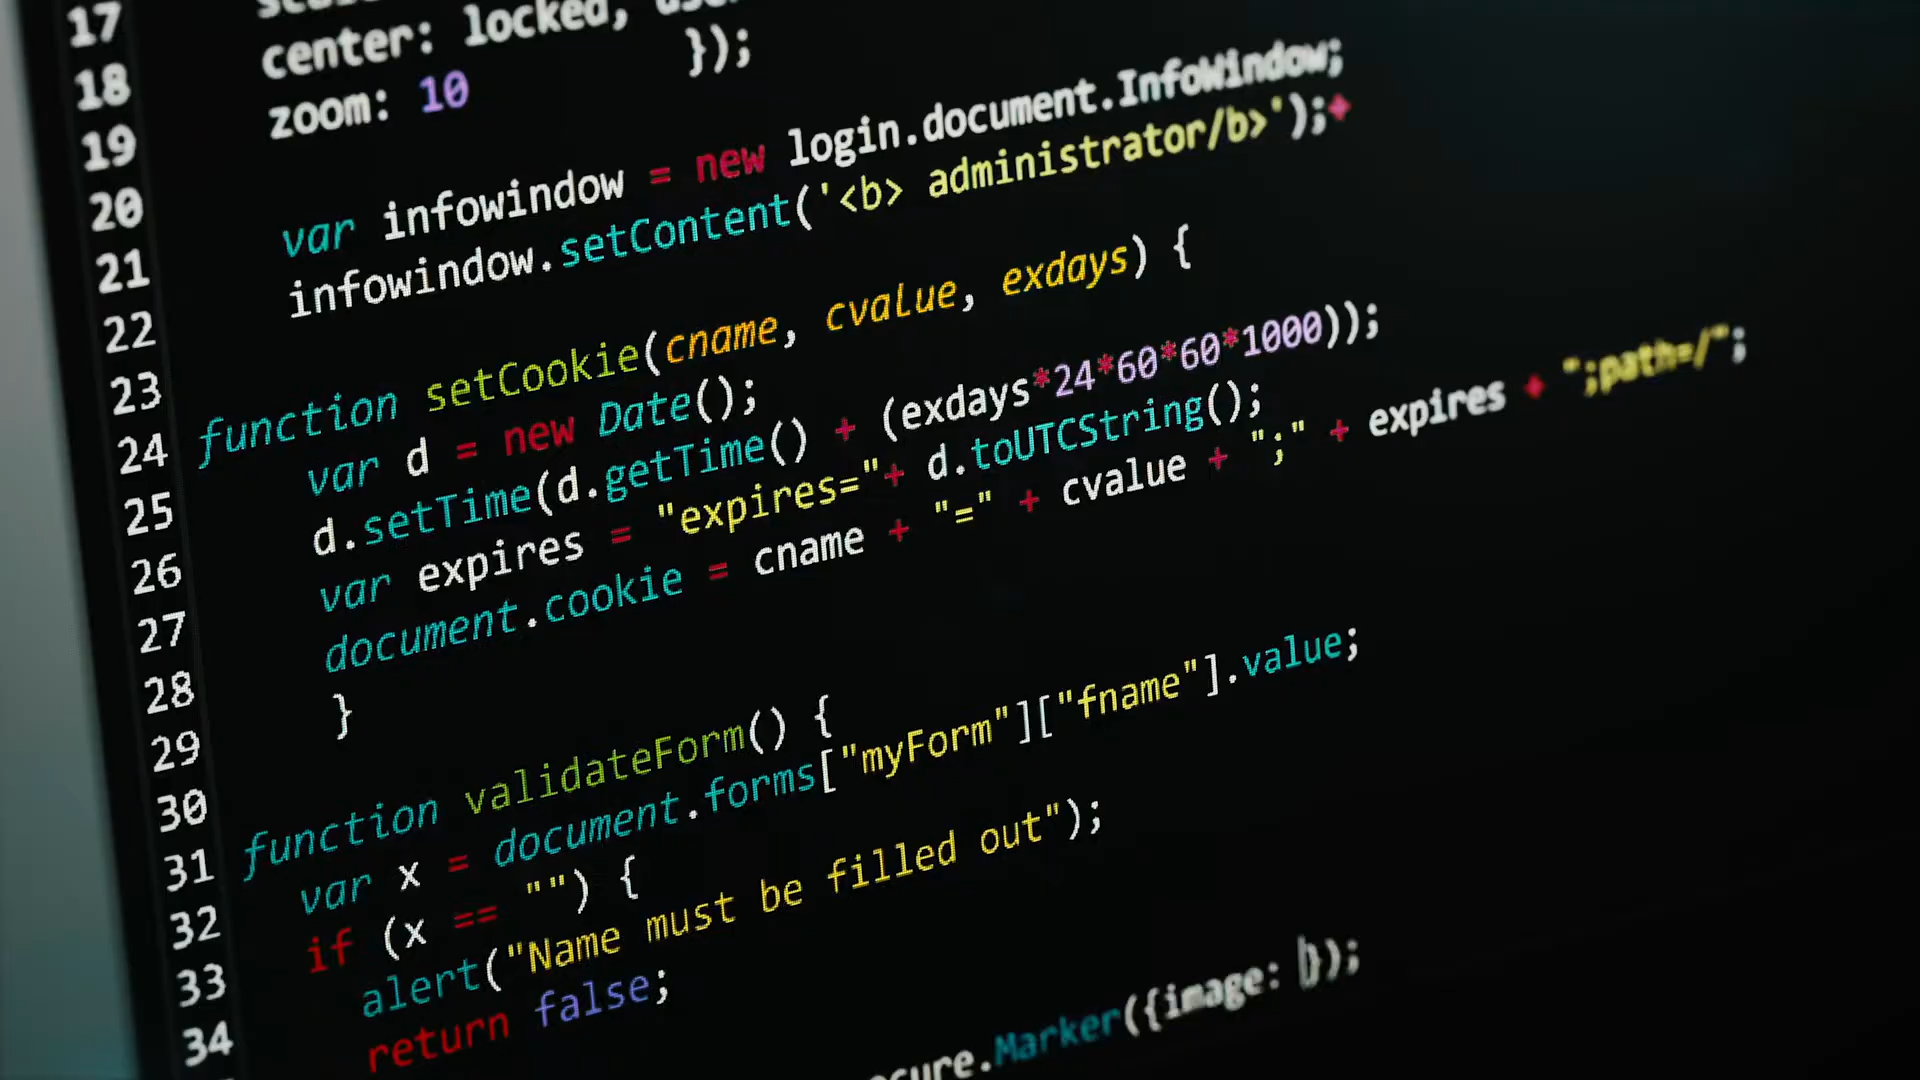 17
18 center: locked,
19 zoom: 10 });
20
21 var infowindow = new login.document.InfoWindow;
22 infowindow.setContent('<b> administrator/b>');+
23
24 function setCookie(cname, cvalue, exdays) {
25 var d = new Date();
26 d.setTime(d.getTime() + (exdays*24*60*60*1000));
27 var expires = "expires="+ d.toUTCString();
28 document.cookie = cname + "=" + cvalue + ";" + expires + ";path=/";
29 }
30
31 function validateForm() {
32 var x = document.forms["myForm"]["fname"].value;
33 if (x == "") {
34 alert("Name must be filled out");
return false;
.Marker({image: });